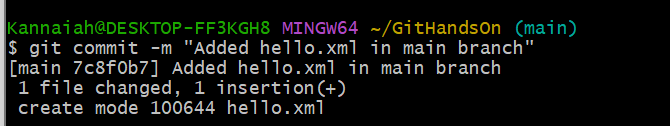 Kannaiah@DESKTOP-FF3KGH8 MINGW64 ~/GitHandsOn (main)
$ git commit -m "Added hello.xml in main branch"
[main 7c8f0b7] Added hello.xml in main branch
 1 file changed, 1 insertion(+)
 create mode 100644 hello.xml